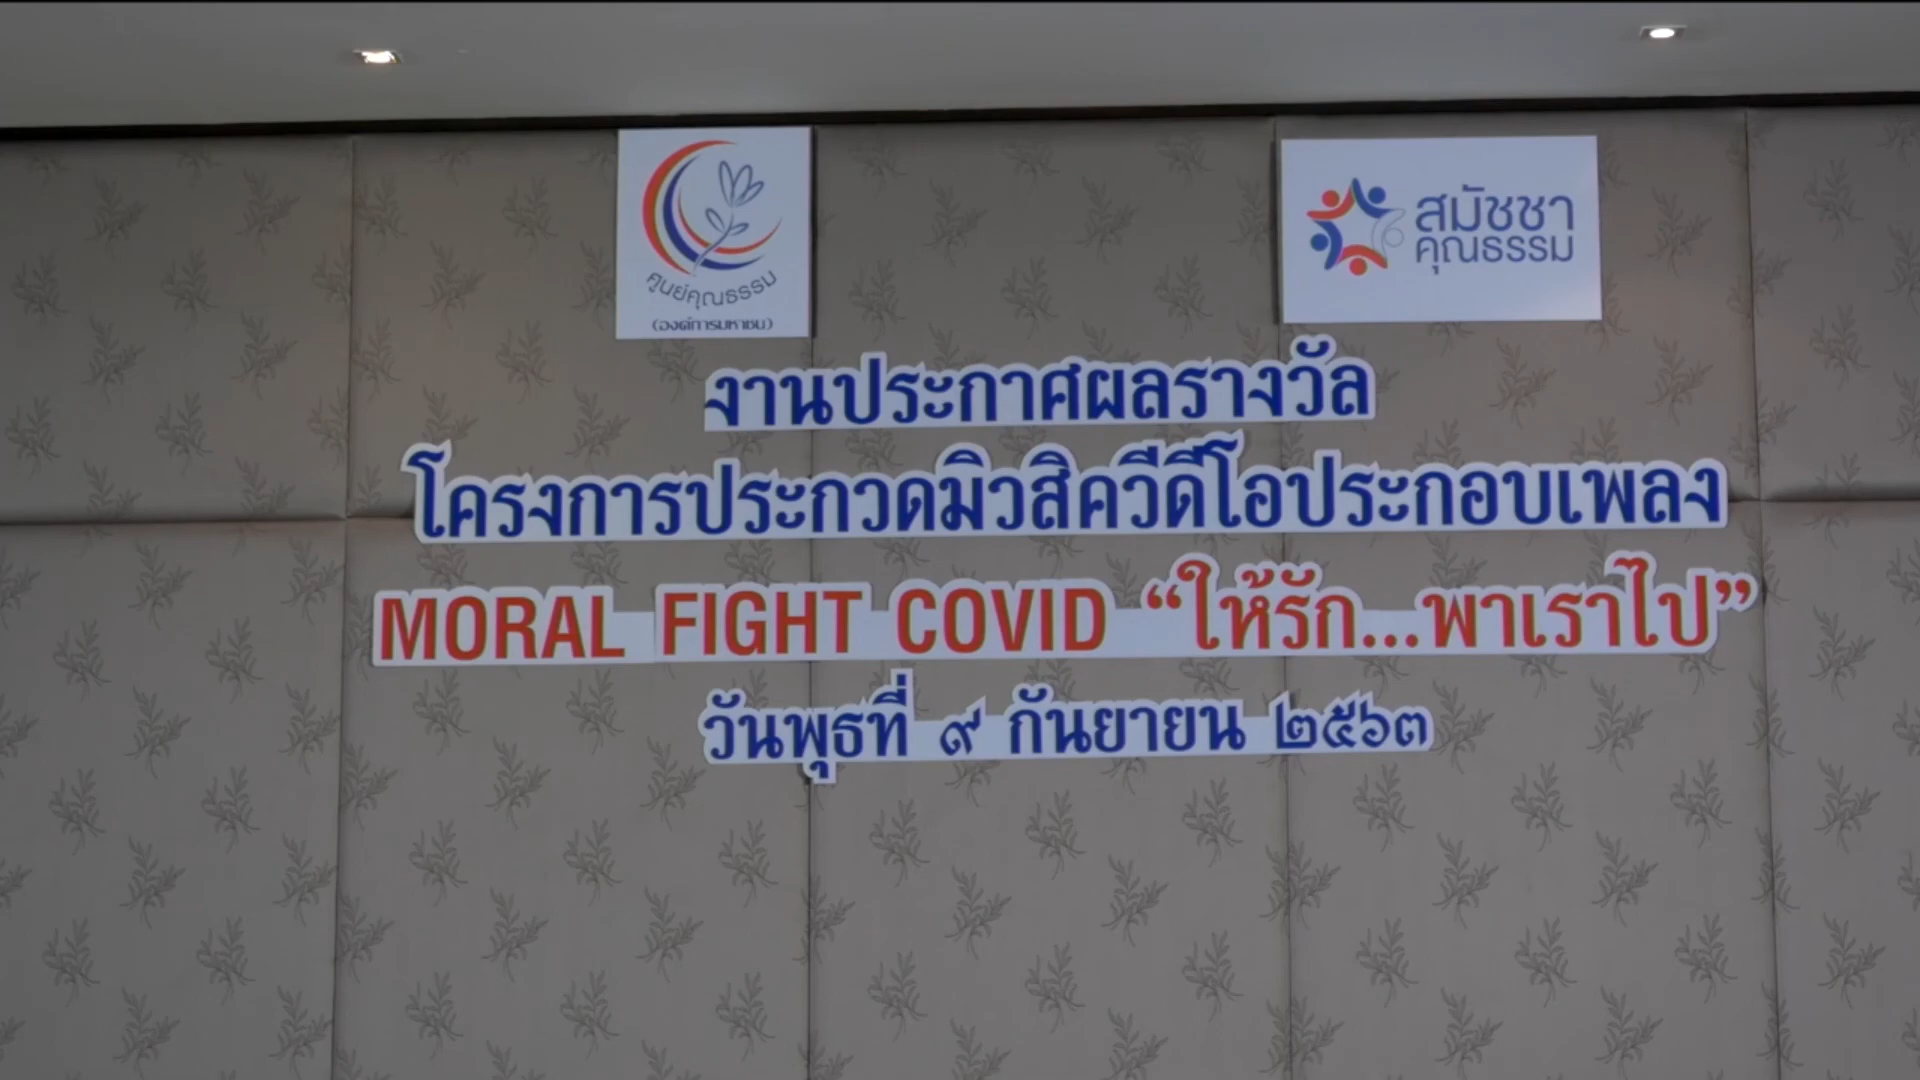 ศูนย์คุณธรรม
(องค์การมหาชน)
สมัชชา
คุณธรรม
งานประกาศผลรางวัล
โครงการประกวดมิวสิควีดีโอประกอบเพลง
MORAL FIGHT COVID “ให้รัก...พาเราไป”
วันพุธที่ ๙ กันยายน ๒๕๖๓